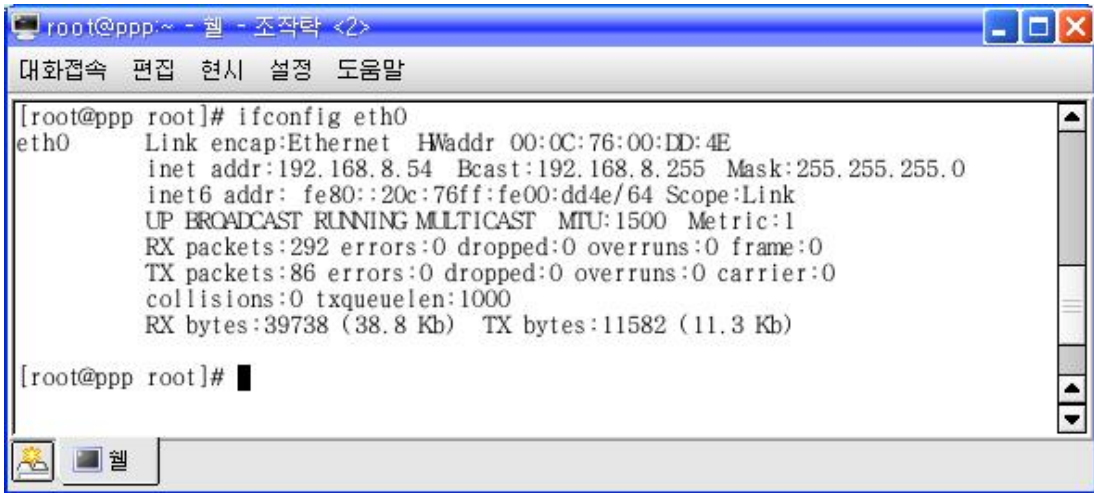 root@ppp:~ - 웰 - 조작탁 <2>
대화접속 편집 현시 설정 도움말
[root@ppp root]# ifconfig eth0
eth0 Link encap:Ethernet HWaddr 00:0C:76:00:DD:4E
inet addr:192.168.8.54 Bcast:192.168.8.255 Mask:255.255.255.0
inet6 addr: fe80::20c:76ff:fe00:dd4e/64 Scope:Link
UP BROADCAST RUNNING MULTICAST MTU:1500 Metric:1
RX packets:292 errors:0 dropped:0 overruns:0 frame:0
TX packets:86 errors:0 dropped:0 overruns:0 carrier:0
collisions:0 txqueuelen:1000
RX bytes:39738 (38.8 Kb) TX bytes:11582 (11.3 Kb)
[root@ppp root]#
웰